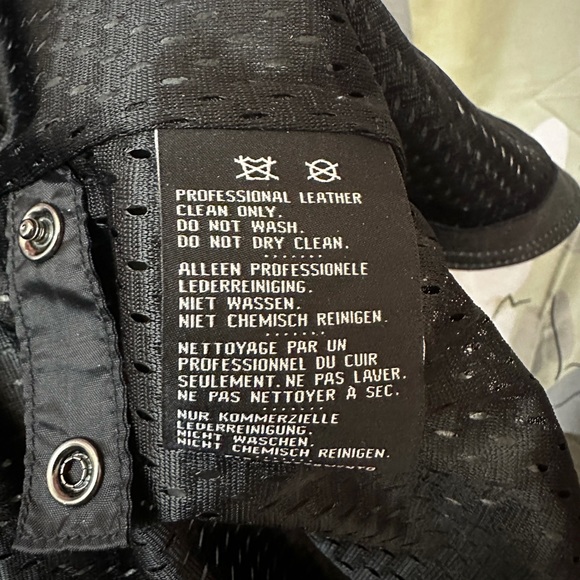 PROFESSIONAL LEATHER
CLEAN ONLY.
DO NOT WASH.
DO NOT DRY CLEAN.
ALLEEN PROFESSIONELE
LEDERREINIGING.
NIET WASSEN.
NIET CHEMISCH REINIGEN.
NETTOYAGE PAR UN
PROFESSIONNEL DU CUIR
SEULEMENT. NE PAS LAVER.
NE PAS NETTOYER À SEC.
NUR KOMMERZIELLE
LEDERREINIGUNG.
NICHT WASCHEN.
NICHT CHEMISCH REINIGEN.